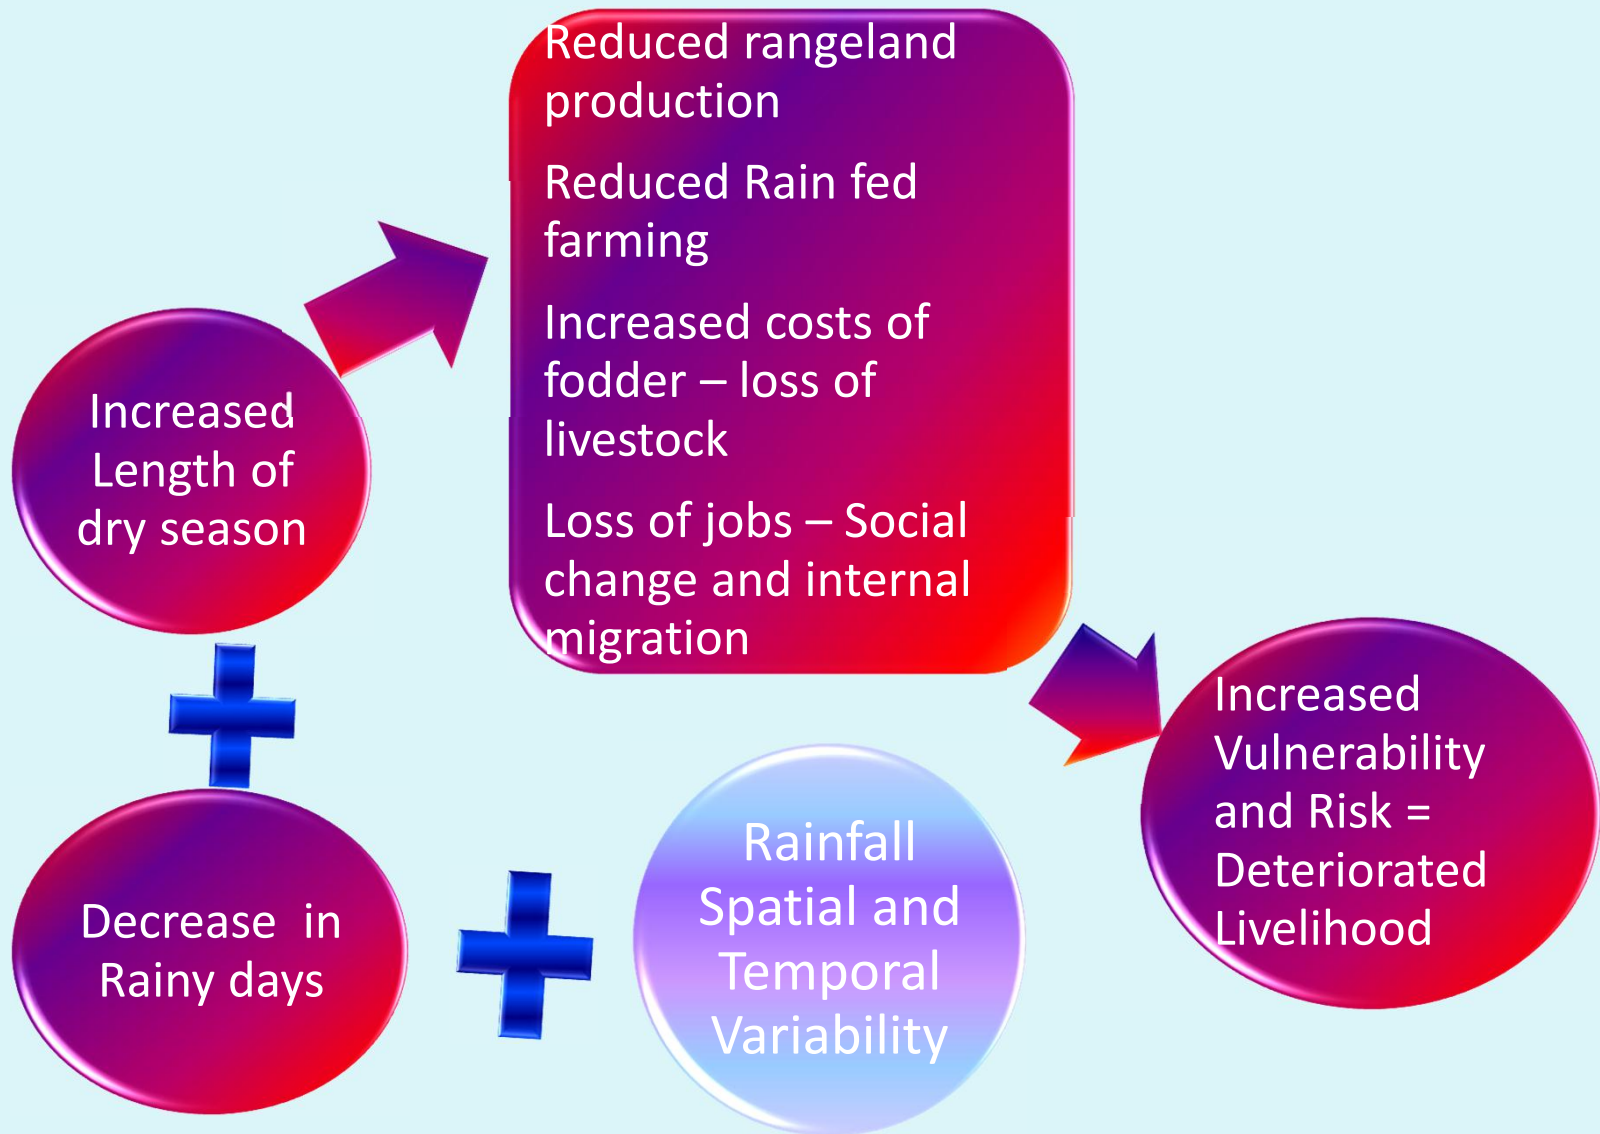 Reduced rangeland
production
Reduced Rain fed
farming
Increased costs of
fodder – loss of
livestock
Loss of jobs – Social
change and internal
migration
Increased
Length of
dry season
Decrease  in
Rainy days
Rainfall
Spatial and
Temporal
Variability
Increased
Vulnerability
and Risk =
Deteriorated
Livelihood